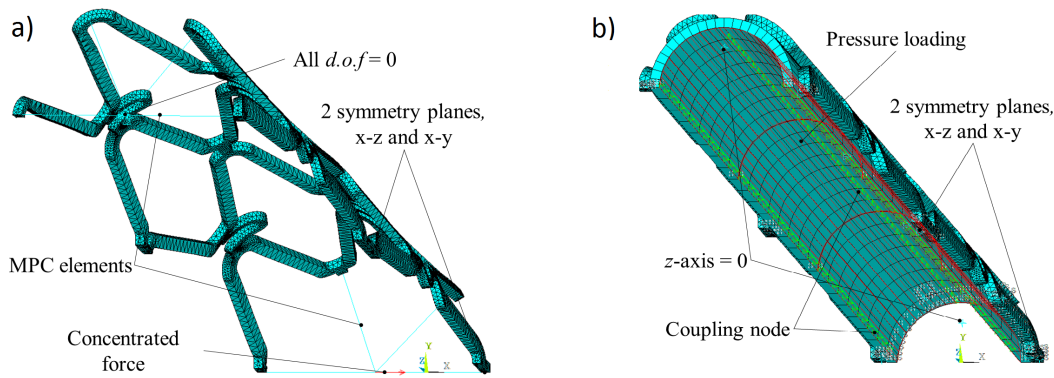 a)
All d.o.f = 0
2 symmetry planes,
x-z and x-y
MPC elements
Concentrated
force
Y
Z
X
b)
Pressure loading
2 symmetry planes,
x-z and x-y
z-axis = 0
Coupling node
Y
Z
X